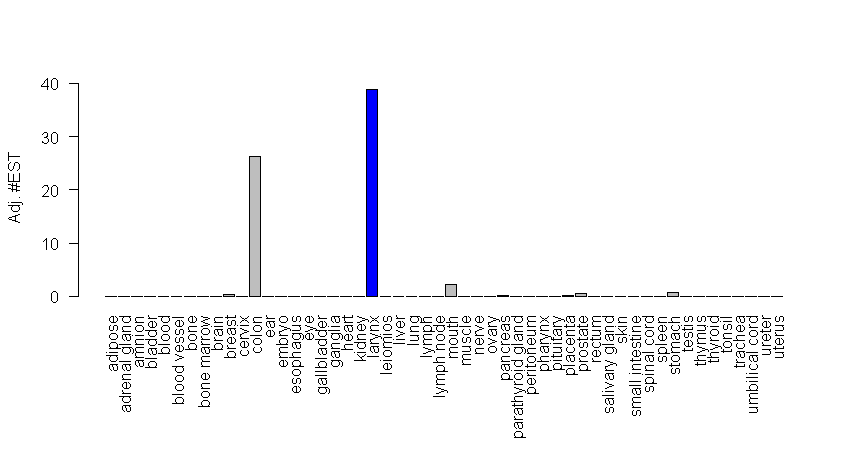 Adj. #EST
40
30
20
10
0
adipose
adrenal gland
amnion
bladder
blood
blood vessel
bone
bone marrow
brain
breast
cervix
colon
ear
embryo
esophagus
eye
gallbladder
ganglia
heart
kidney
larynx
leiomios
liver
lung
lymph
lymph node
mouth
muscle
nerve
ovary
pancreas
parathyroid gland
peritoneum
pharynx
pituitary
placenta
prostate
rectum
salivary gland
skin
small intestine
spinal cord
spleen
stomach
testis
thymus
thyroid
tonsil
trachea
umbilical cord
ureter
uterus